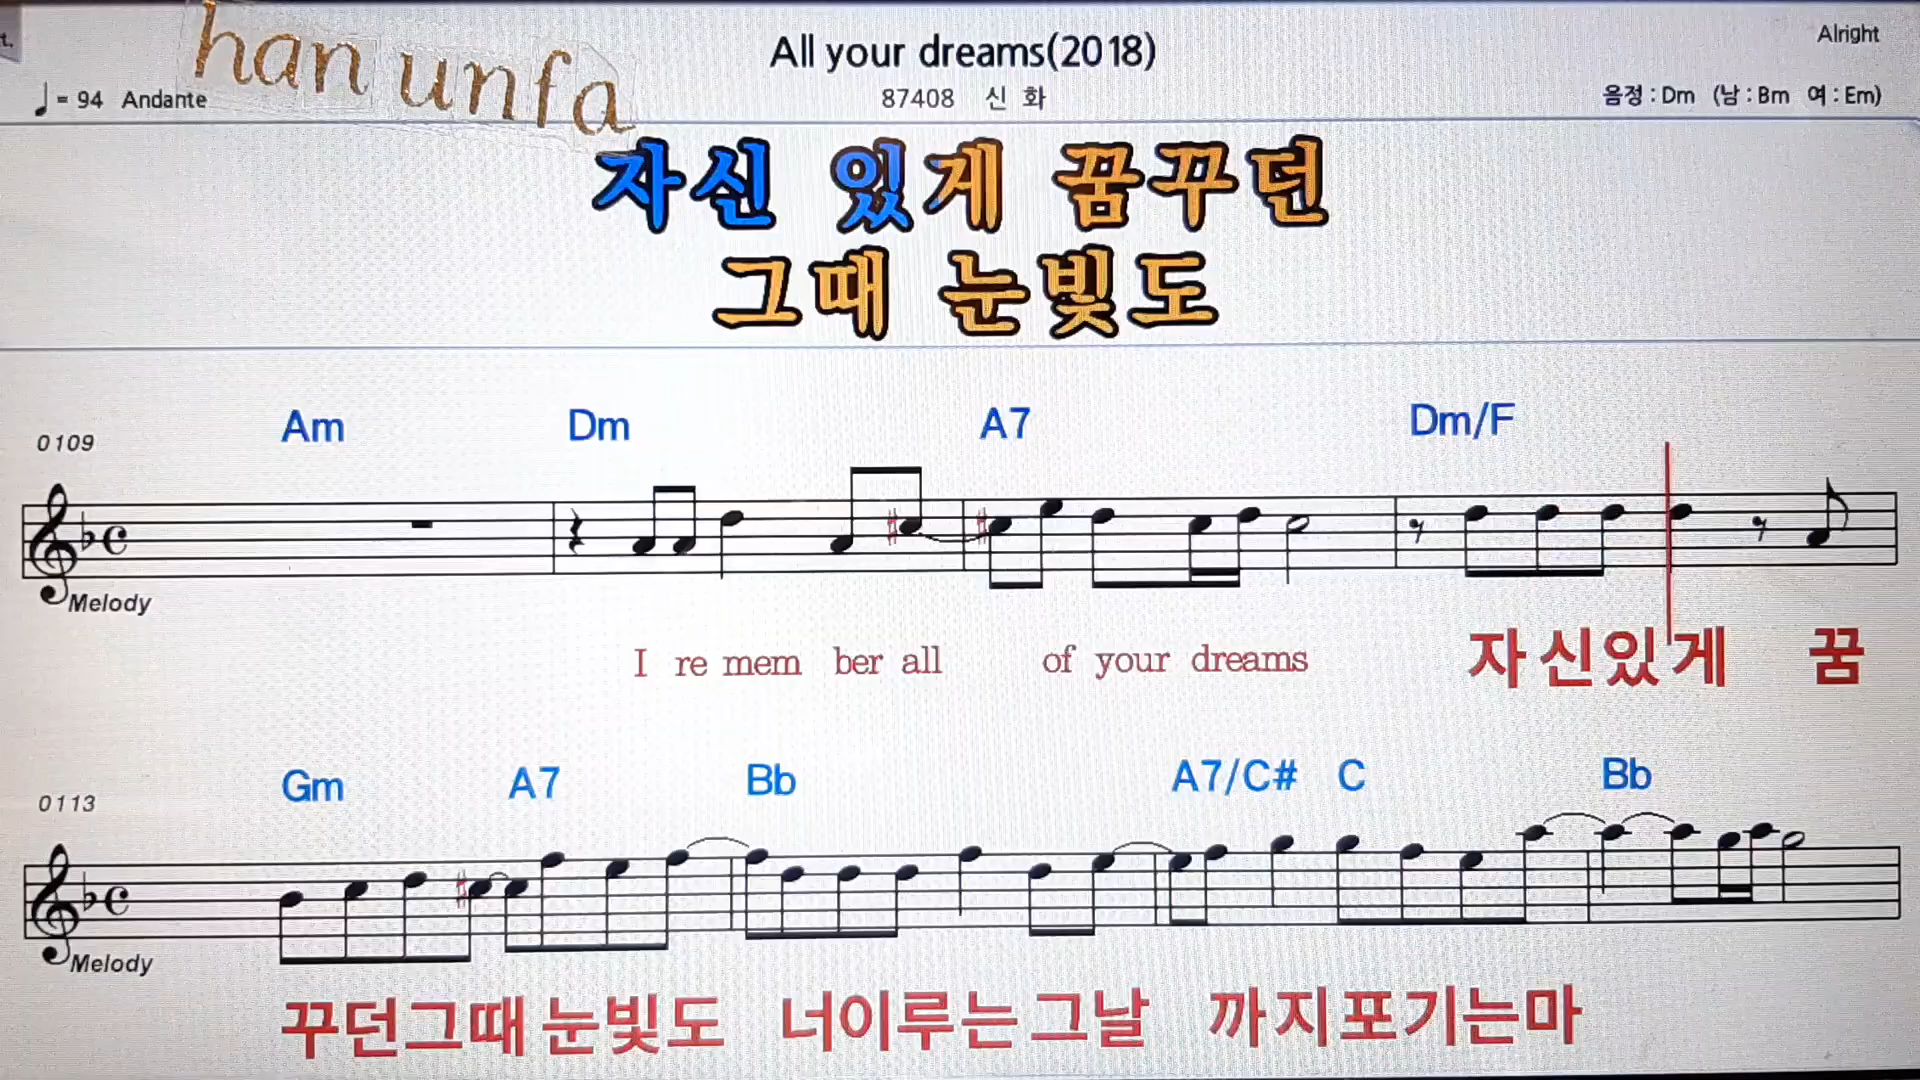 t.
han unfa
All your dreams(2018)
Alright
♩= 94 Andante
87408 신 화
음정 : Dm (남 : Bm 여 : Em)
자신 있게 꿈꾸던
그때 눈빛도
Am Dm A7 Dm/F
0109
Melody
I re mem ber all of your dreams 자신있게 꿈
Gm A7 Bb A7/C# C Bb
0113
Melody
꾸던그때눈빛도 너이루는그날 까지포기는마